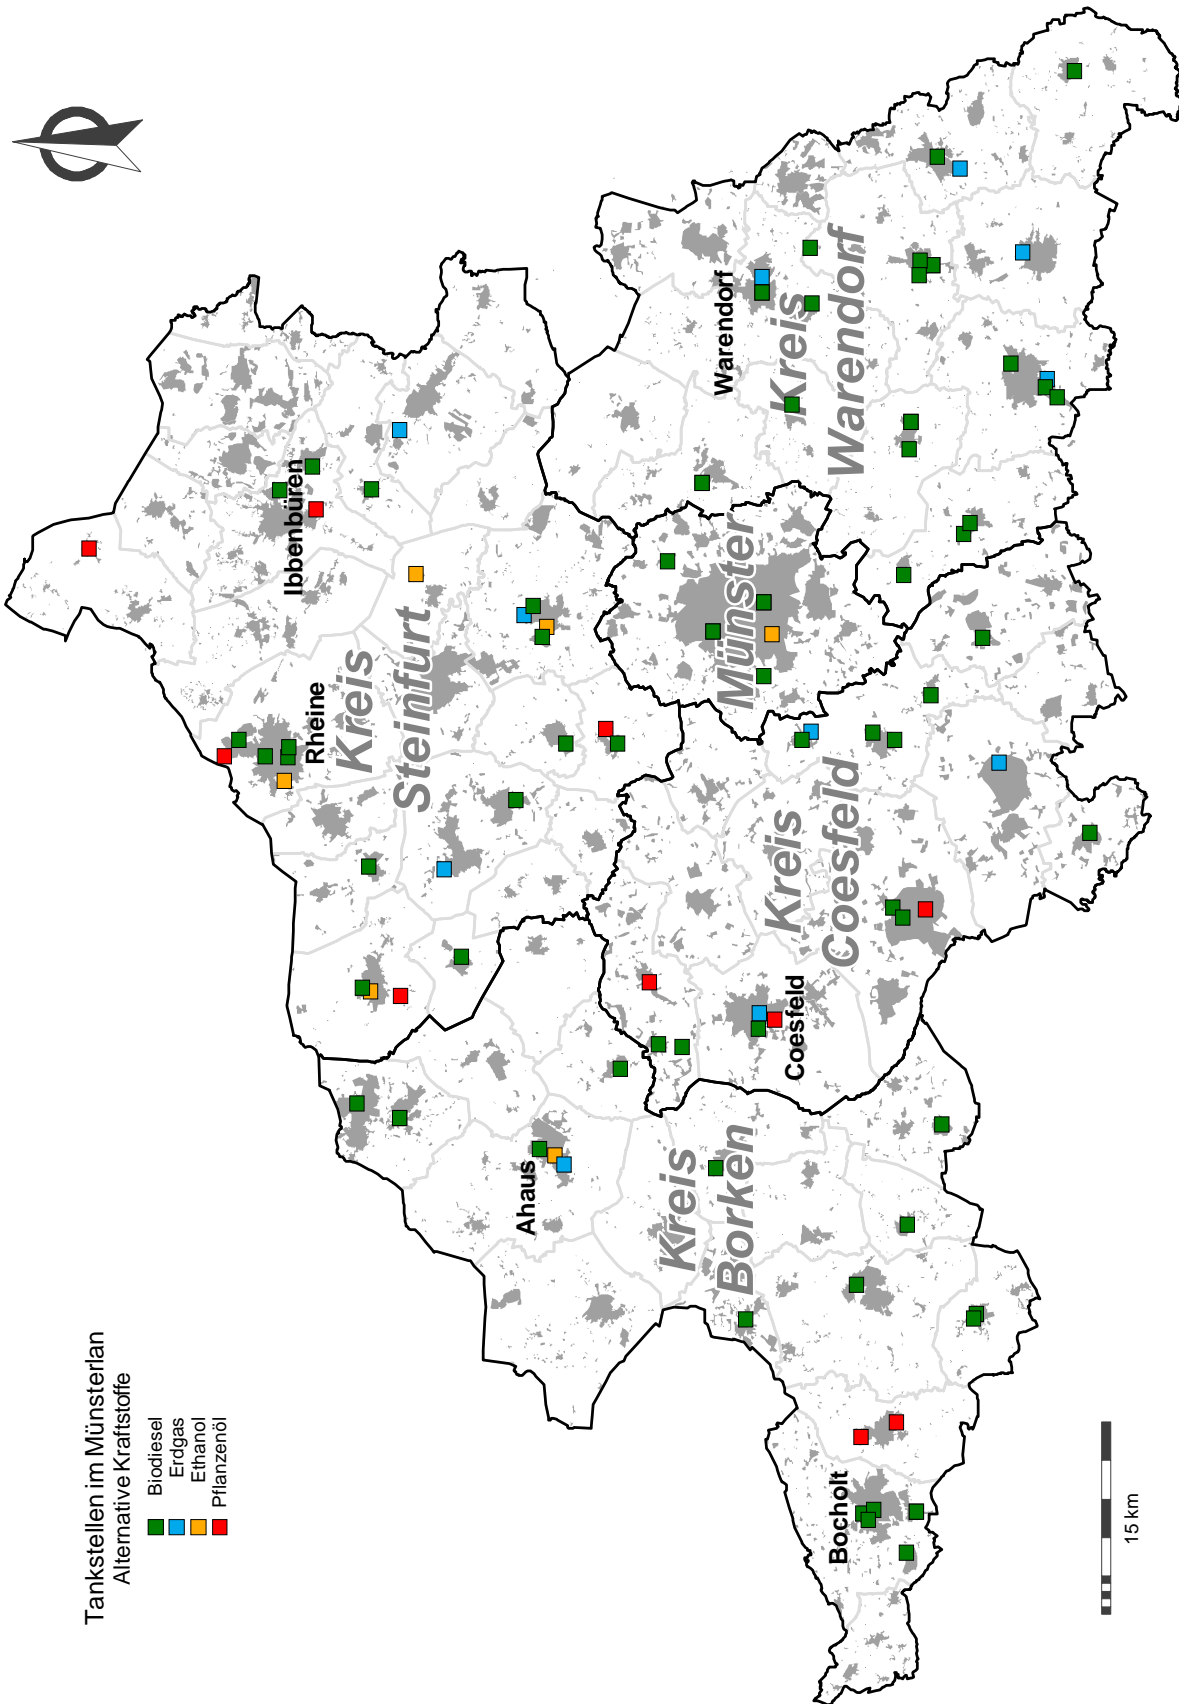 Tankstellen im Münsterlan
Alternative Kraftstoffe
Biodiesel
Erdgas
Ethanol
Pflanzenöl
Ibbenbüren
Rheine
Kreis
Steinfurt
Ahaus
Kreis
Borken
Münster
Warendorf
Kreis
Warendorf
Kreis
Coesfeld
Coesfeld
Bocholt
15 km